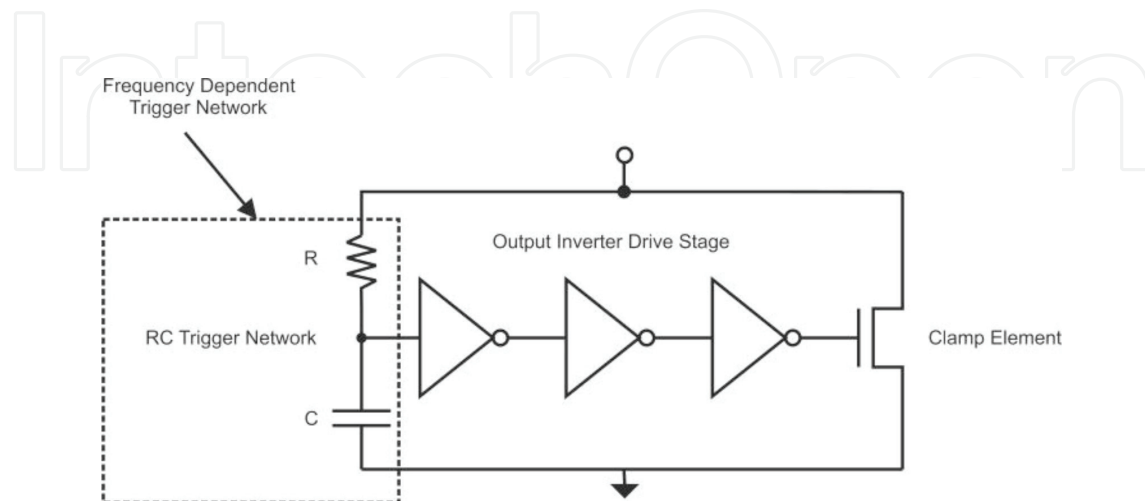 IntechOpen
Frequency Dependent
Trigger Network
Output Inverter Drive Stage
R
RC Trigger Network
Clamp Element
C